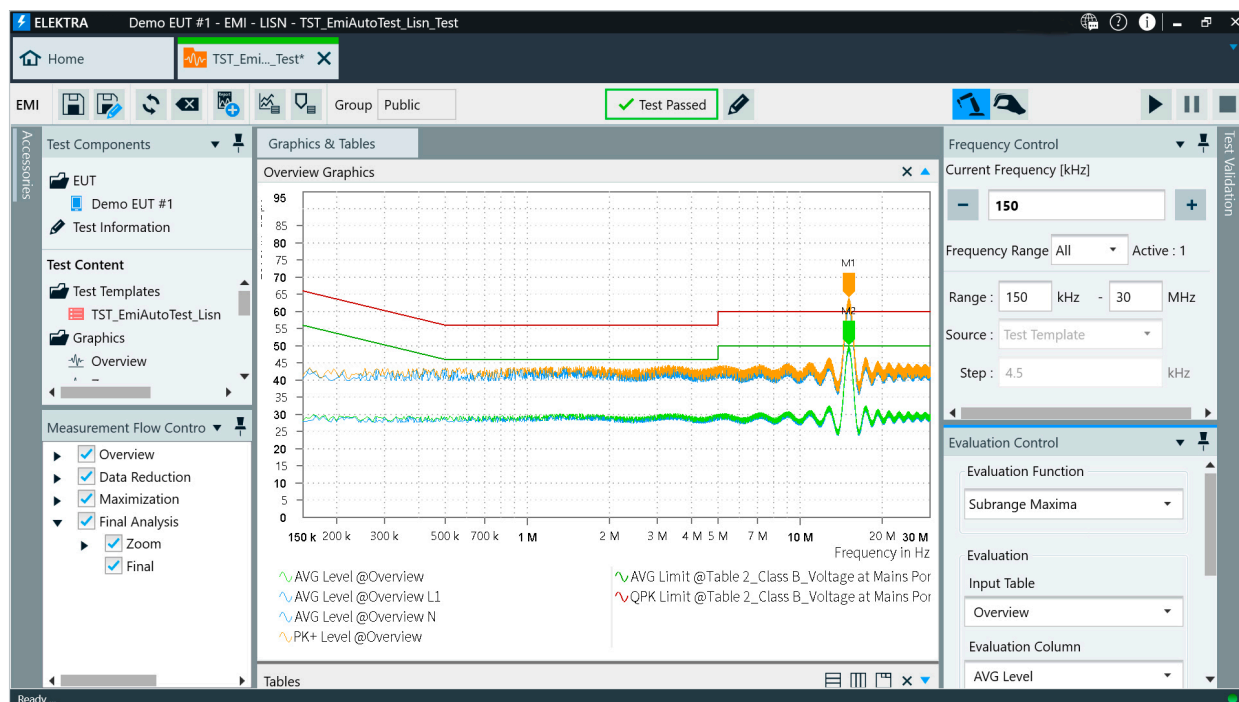 ELEKTRA Demo EUT #1 - EMI - LISN - TST_EmiAutoTest_Lisn_Test
Home
TST_Emi..._Test*
EMI
Group Public
Test Passed
Accessories
Test Components
EUT
Demo EUT #1
Test Information
Test Content
Test Templates
TST_EmiAutoTest_Lisn
Graphics
Overview
Measurement Flow Contro
Overview
Data Reduction
Maximization
Final Analysis
Zoom
Final
Graphics & Tables
Overview Graphics
95
85
80
75
70
65
60
55
50
45
40
35
30
25
20
15
10
5
0
M1
M2
150 k 200 k 300 k 500 k 700 k 1 M 2 M 3 M 4 M 5 M 7 M 10 M 20 M 30 M
Frequency in Hz
AVG Level @Overview
AVG Level @Overview L1
AVG Level @Overview N
PK+ Level @Overview
AVG Limit @Table 2_Class B_Voltage at Mains Por
QPK Limit @Table 2_Class B_Voltage at Mains Por
Tables
Frequency Control
Current Frequency [kHz]
150
Frequency Range All Active : 1
Range : 150 kHz - 30 MHz
Source : Test Template
Step : 4.5 kHz
Evaluation Control
Evaluation Function
Subrange Maxima
Evaluation
Input Table
Overview
Evaluation Column
AVG Level
Test Validation
Ready